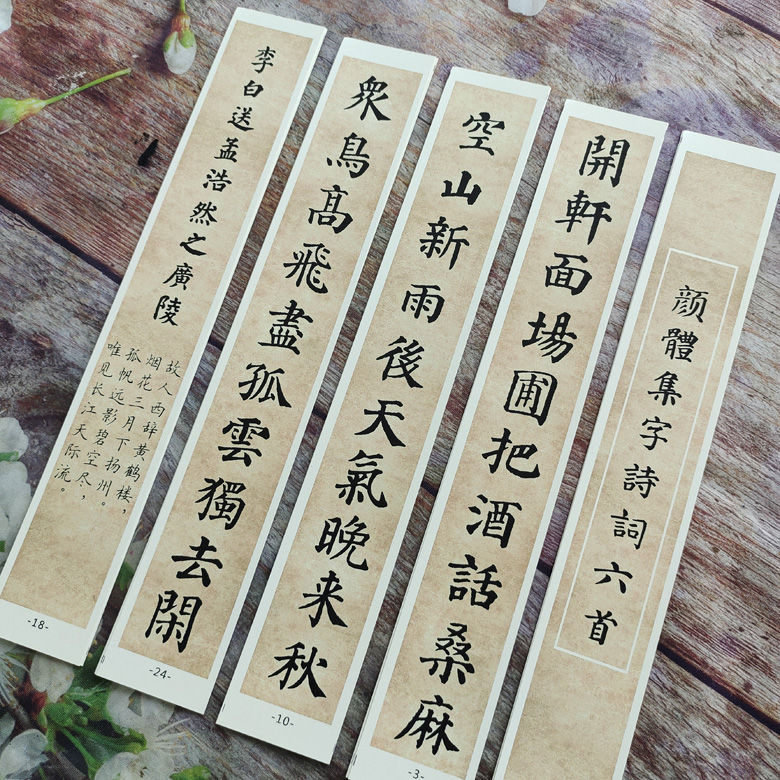 顔體集字詩詞六首
開軒面場圃把酒話桑麻
-3-
空山新雨後天氣晚来秋
-10-
眾鳥髙飛盡孤雲獨去閑
-24-
李白送孟浩然之廣陵
故人西辞黄鹤楼，
烟花三月下扬州。
孤帆远影碧空尽，
唯见长江天际流。
-18-